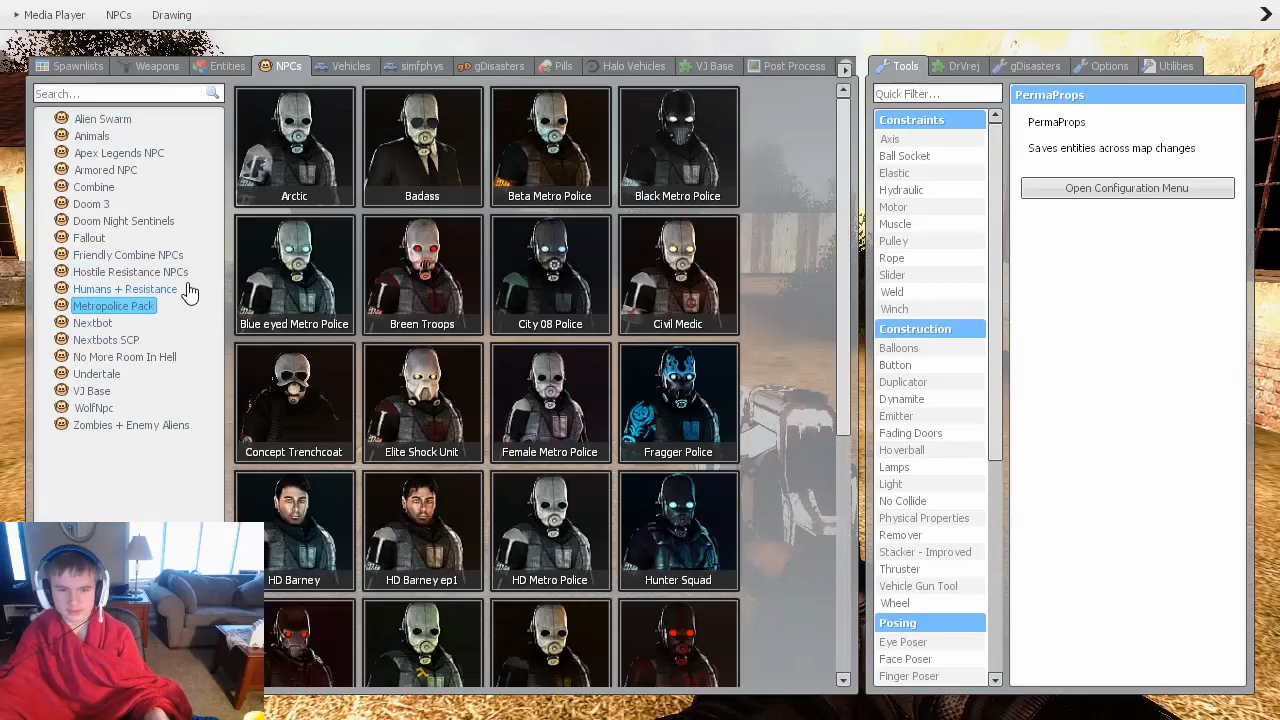 Media Player NPCs Drawing
Spawnlists Weapons Entities NPCs Vehicles simfphys gDisasters Pills Halo Vehicles VJ Base Post Process
Tools DrVrej gDisasters Options Utilities
Search...
Alien Swarm
Animals
Apex Legends NPC
Armored NPC
Combine
Doom 3
Doom Night Sentinels
Fallout
Friendly Combine NPCs
Hostile Resistance NPCs
Humans + Resistance
Metropolice Pack
Nextbot
Nextbots SCP
No More Room In Hell
Undertale
VJ Base
WolfNpc
Zombies + Enemy Aliens
Arctic Badass Beta Metro Police Black Metro Police
Blue eyed Metro Police Breen Troops City 08 Police Civil Medic
Concept Trenchcoat Elite Shock Unit Female Metro Police Fragger Police
HD Barney HD Barney ep1 HD Metro Police Hunter Squad
Quick Filter...
Constraints
Axis
Ball Socket
Elastic
Hydraulic
Motor
Muscle
Pulley
Rope
Slider
Weld
Winch
Construction
Balloons
Button
Duplicator
Dynamite
Emitter
Fading Doors
Hoverball
Lamps
Light
No Collide
Physical Properties
Remover
Stacker - Improved
Thruster
Vehicle Gun Tool
Wheel
Posing
Eye Poser
Face Poser
Finger Poser
PermaProps
PermaProps
Saves entities across map changes
Open Configuration Menu